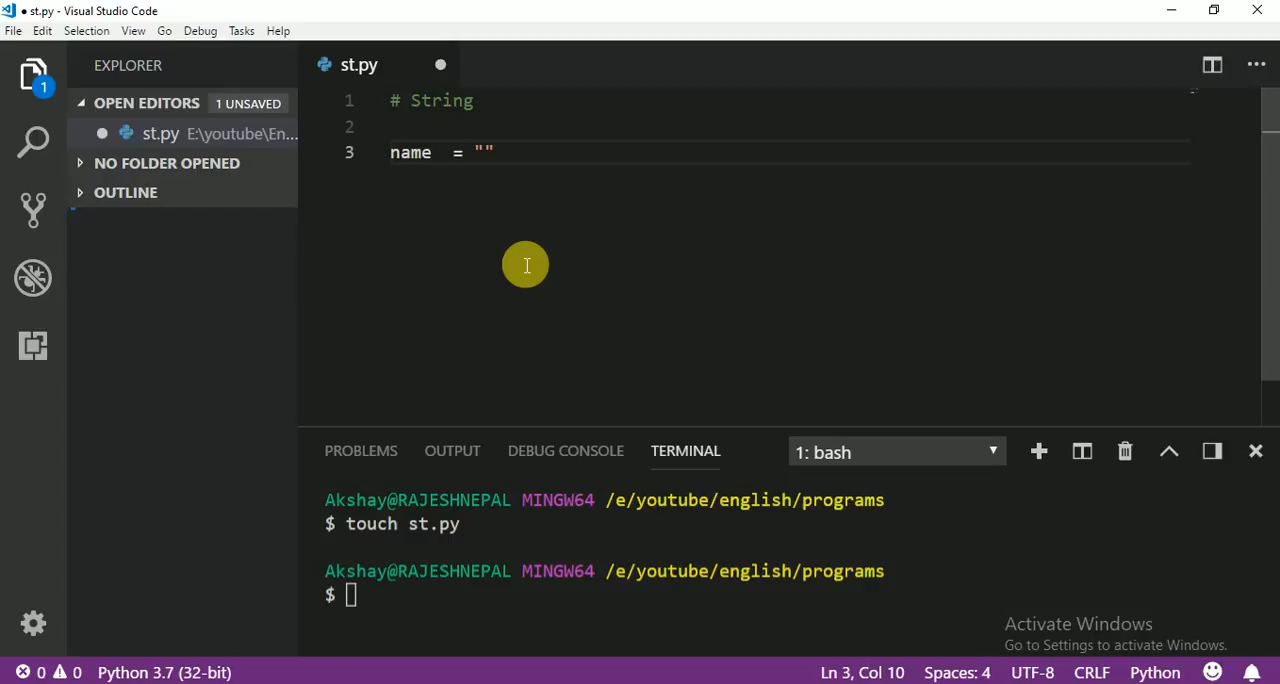 ● st.py - Visual Studio Code
File Edit Selection View Go Debug Tasks Help
EXPLORER
OPEN EDITORS 1 UNSAVED
st.py E:\youtube\En...
NO FOLDER OPENED
OUTLINE
1
st.py
1 # String
2
3 name  = ""
PROBLEMS OUTPUT DEBUG CONSOLE TERMINAL 1: bash
Akshay@RAJESHNEPAL MINGW64 /e/youtube/english/programs
$ touch st.py
Akshay@RAJESHNEPAL MINGW64 /e/youtube/english/programs
$
Activate Windows
Go to Settings to activate Windows.
0 0 Python 3.7 (32-bit) Ln 3, Col 10 Spaces: 4 UTF-8 CRLF Python